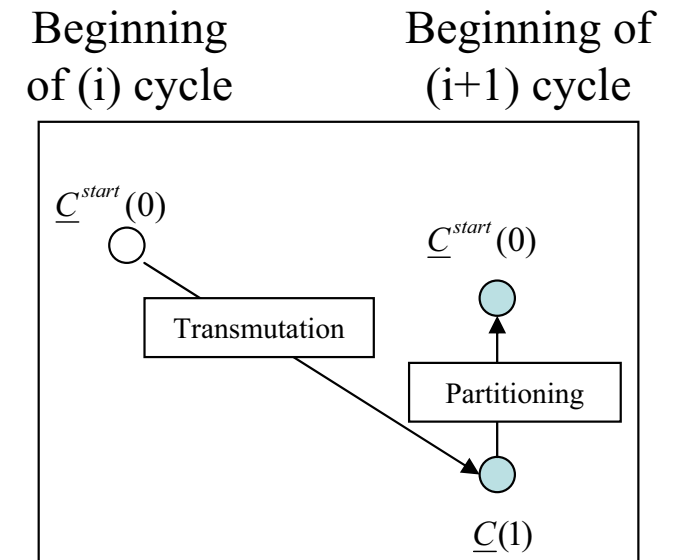 Beginning
of (i) cycle
Beginning of
(i+1) cycle
C^start(0)
C^start(0)
Transmutation
Partitioning
C(1)